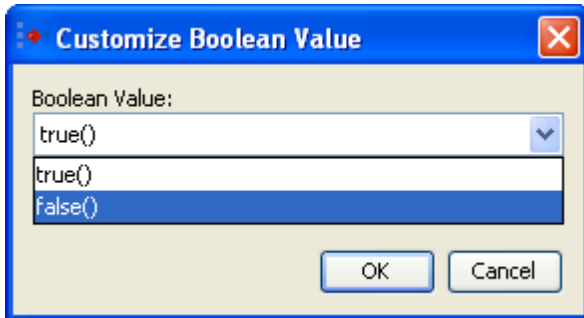 Customize Boolean Value
Boolean Value:
true()
true()
false()
OK Cancel